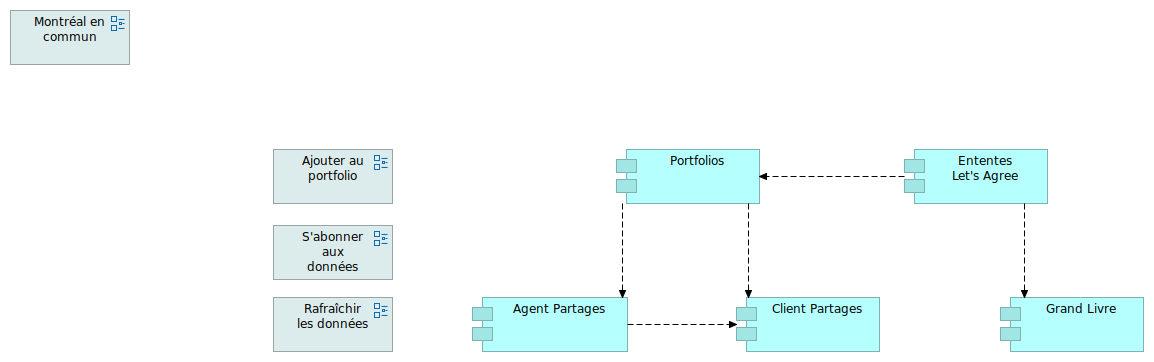 Montréal en
commun
Ajouter au
portfolio
Portfolios
Ententes
Let's Agree
S'abonner
aux
données
Rafraîchir
les données
Agent Partages
Client Partages
Grand Livre